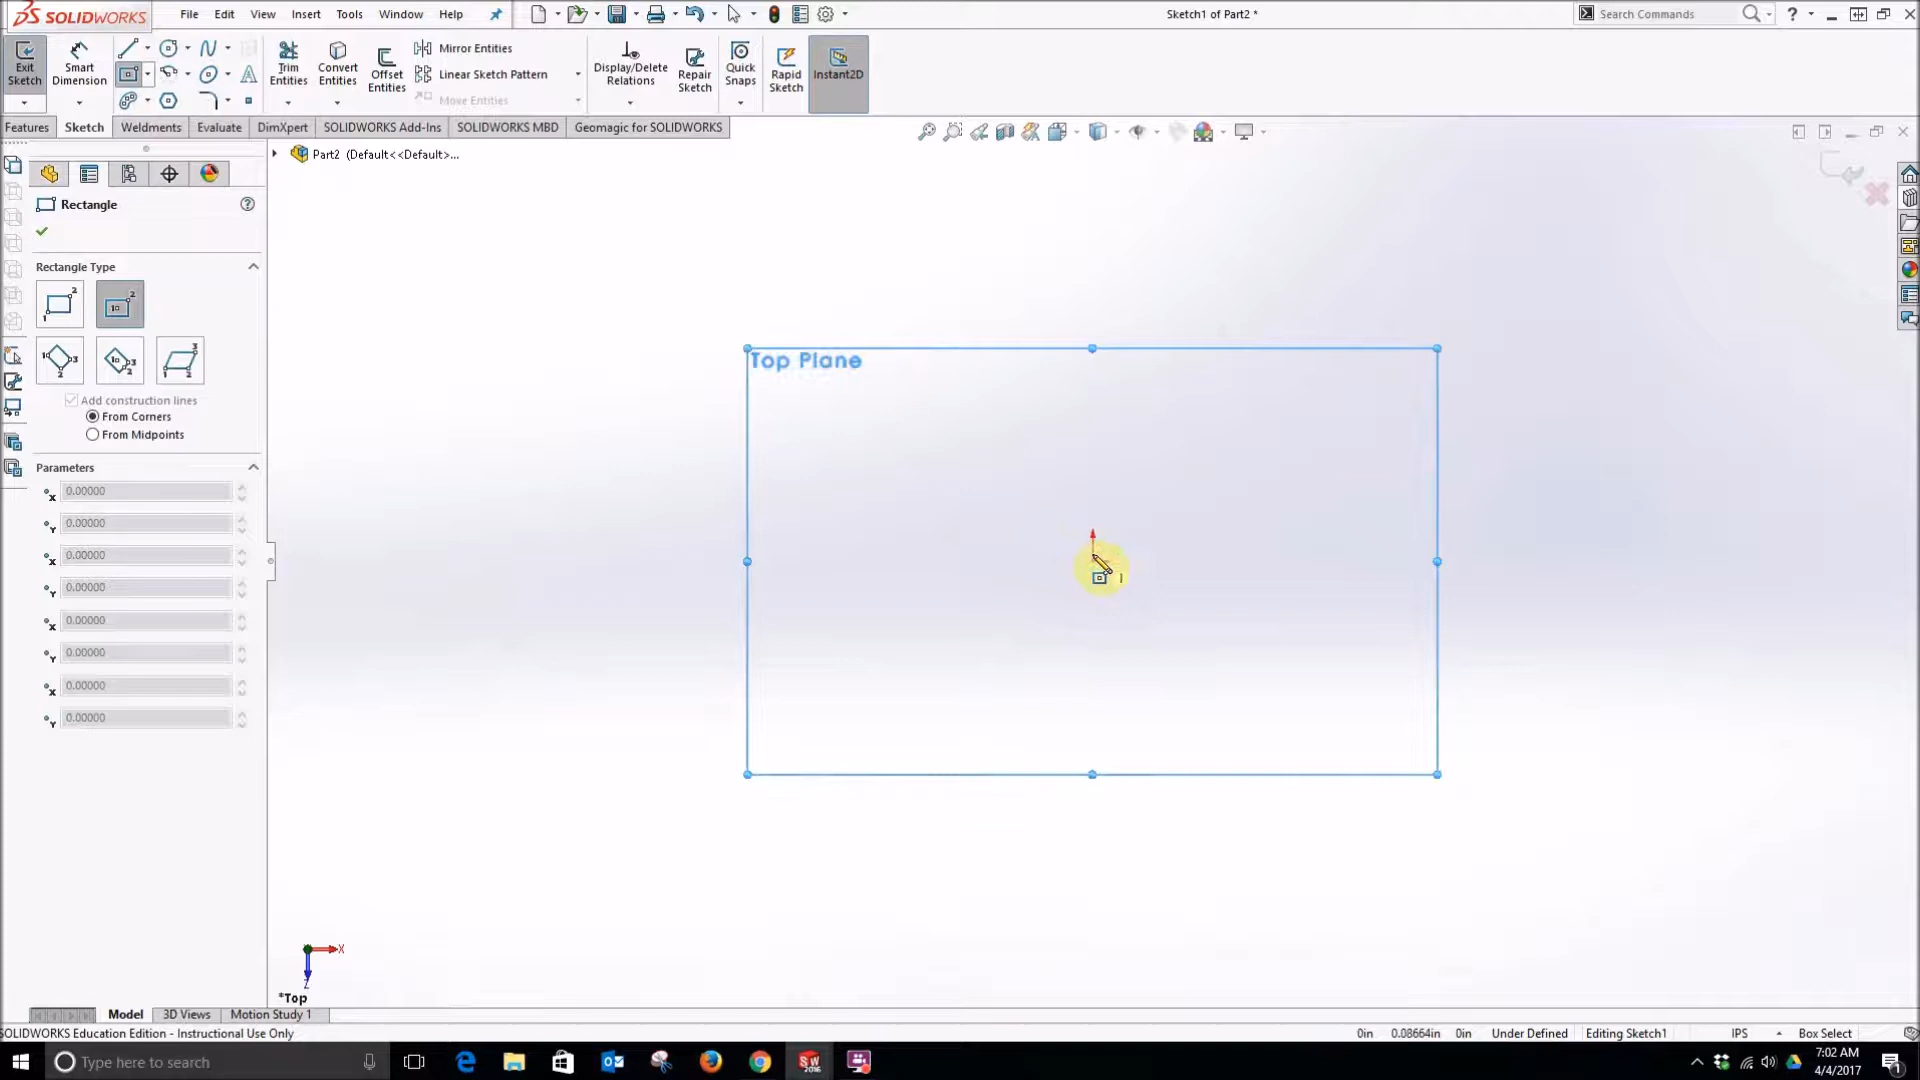 SOLIDWORKS File Edit View Insert Tools Window Help Sketch1 of Part2 * Search Commands
Exit Sketch Smart Dimension Trim Entities Convert Entities Offset Entities Mirror Entities Linear Sketch Pattern Move Entities Display/Delete Relations Repair Sketch Quick Snaps Rapid Sketch Instant2D
Features Sketch Weldments Evaluate DimXpert SOLIDWORKS Add-Ins SOLIDWORKS MBD Geomagic for SOLIDWORKS
Part2 (Default<<Default>...
Rectangle
Rectangle Type
Add construction lines
From Corners
From Midpoints
Parameters
x 0.00000
Y 0.00000
x 0.00000
Y 0.00000
x 0.00000
Y 0.00000
x 0.00000
Y 0.00000
Top Plane
X
Z
*Top
Model 3D Views Motion Study 1
SOLIDWORKS Education Edition - Instructional Use Only 0in 0.08664in 0in Under Defined Editing Sketch1 IPS Box Select
Type here to search
SW 2016
7:02 AM
4/4/2017
1